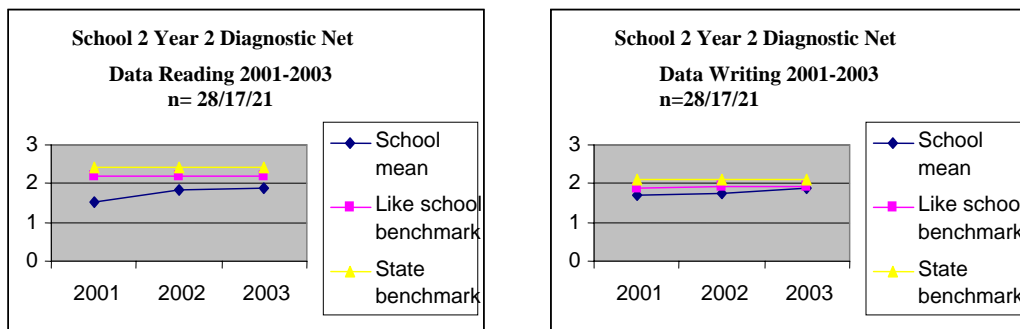 School 2 Year 2 Diagnostic Net
Data Reading 2001-2003
n= 28/17/21
3
2
1
0
2001 2002 2003
School
mean
Like school
benchmark
State
benchmark
School 2 Year 2 Diagnostic Net
Data Writing 2001-2003
n=28/17/21
3
2
1
0
2001 2002 2003
School
mean
Like school
benchmark
State
benchmark